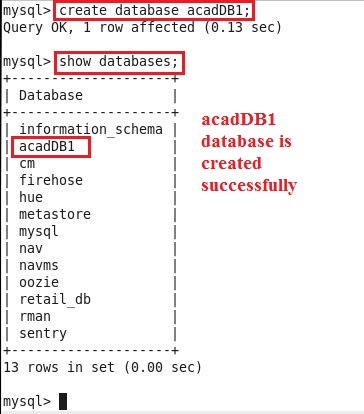 mysql> create database acadDB1;
Query OK, 1 row affected (0.13 sec)
mysql> show databases;
+--------------------+
| Database           |
+--------------------+
| information_schema |
| acadDB1            |
| cm                 |
| firehose           |
| hue                |
| metastore          |
| mysql              |
| nav                |
| navms              |
| oozie              |
| retail_db          |
| rman               |
| sentry             |
+--------------------+
13 rows in set (0.00 sec)
mysql>
acadDB1
database is
created
successfully